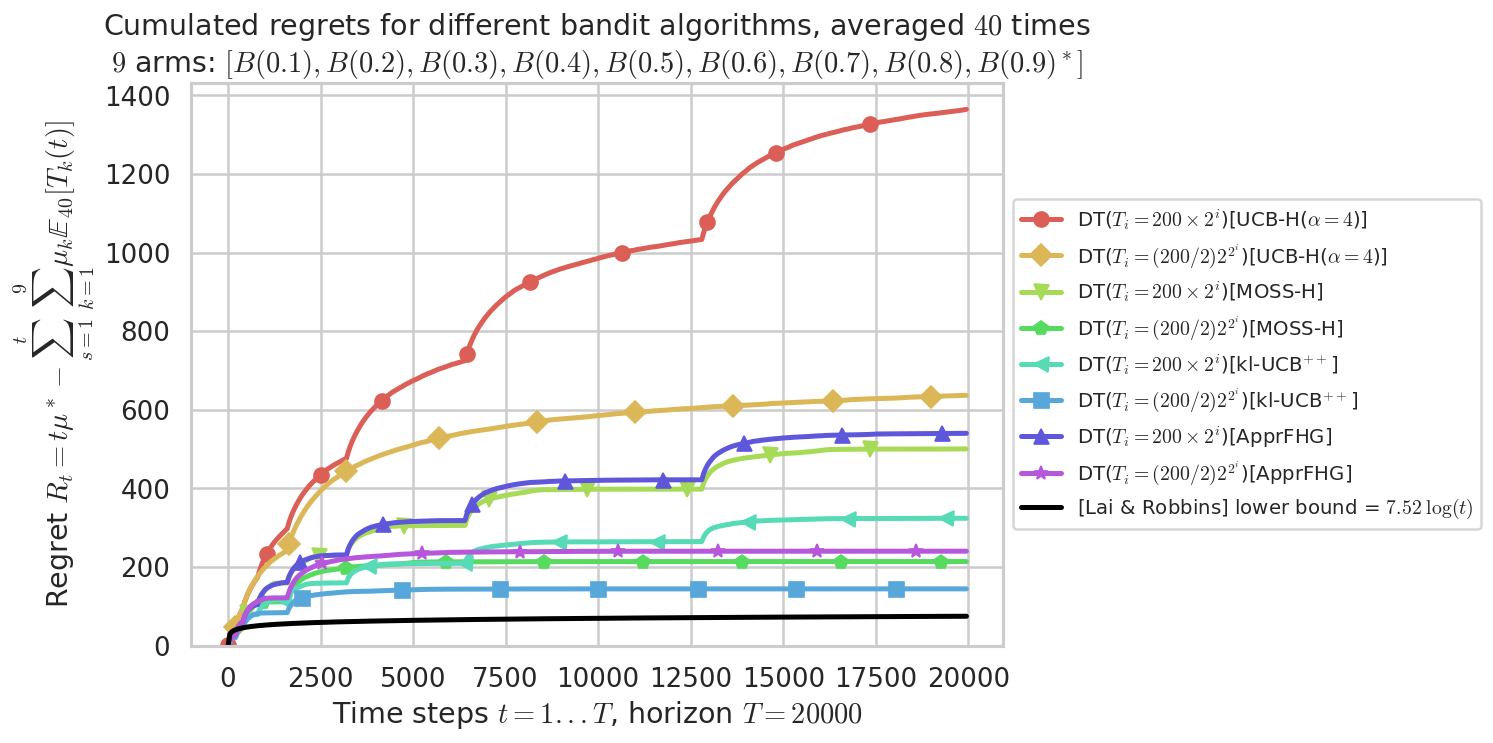 Cumulated regrets for different bandit algorithms, averaged 40 times
9 arms: [B(0.1), B(0.2), B(0.3), B(0.4), B(0.5), B(0.6), B(0.7), B(0.8), B(0.9)*]
Regret R_t = tμ* − ∑_{s=1}^{t} ∑_{k=1}^{9} μ_k 𝔼_{40}[T_k(t)]
1400
1200
1000
800
600
400
200
0
0 2500 5000 7500 10000 12500 15000 17500 20000
Time steps t = 1...T, horizon T = 20000
DT(T_i = 200 × 2^i)[UCB-H(α = 4)]
DT(T_i = (200/2)2^{2^i})[UCB-H(α = 4)]
DT(T_i = 200 × 2^i)[MOSS-H]
DT(T_i = (200/2)2^{2^i})[MOSS-H]
DT(T_i = 200 × 2^i)[kl-UCB^{++}]
DT(T_i = (200/2)2^{2^i})[kl-UCB^{++}]
DT(T_i = 200 × 2^i)[ApprFHG]
DT(T_i = (200/2)2^{2^i})[ApprFHG]
[Lai & Robbins] lower bound = 7.52 log(t)